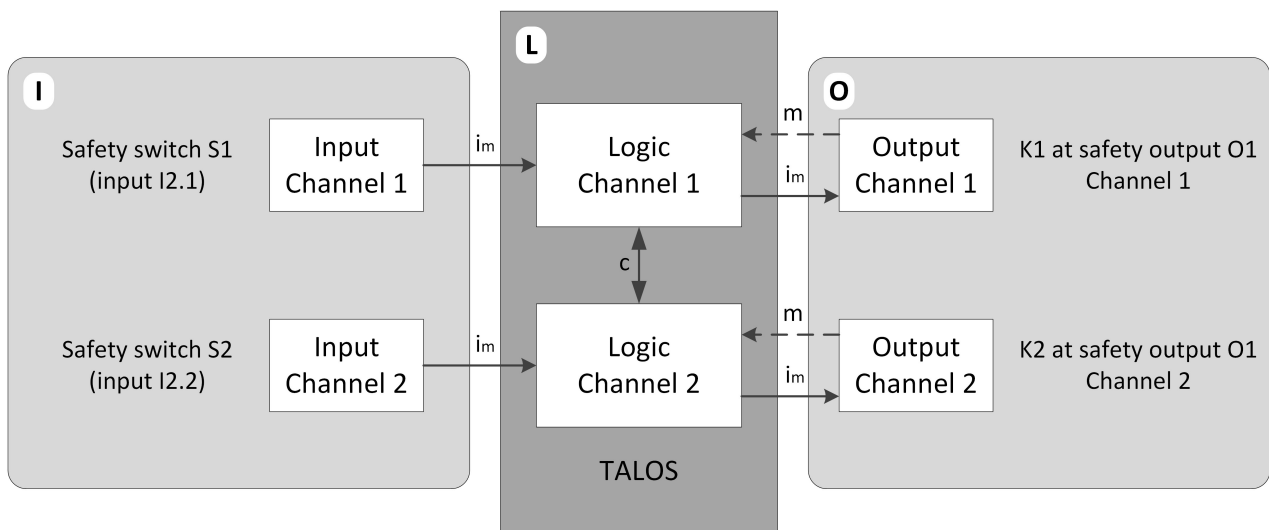 I
L
O
Safety switch S1
(input I2.1)
Input
Channel 1
im
Logic
Channel 1
m
im
Output
Channel 1
K1 at safety output O1
Channel 1
c
Safety switch S2
(input I2.2)
Input
Channel 2
im
Logic
Channel 2
m
im
Output
Channel 2
K2 at safety output O1
Channel 2
TALOS